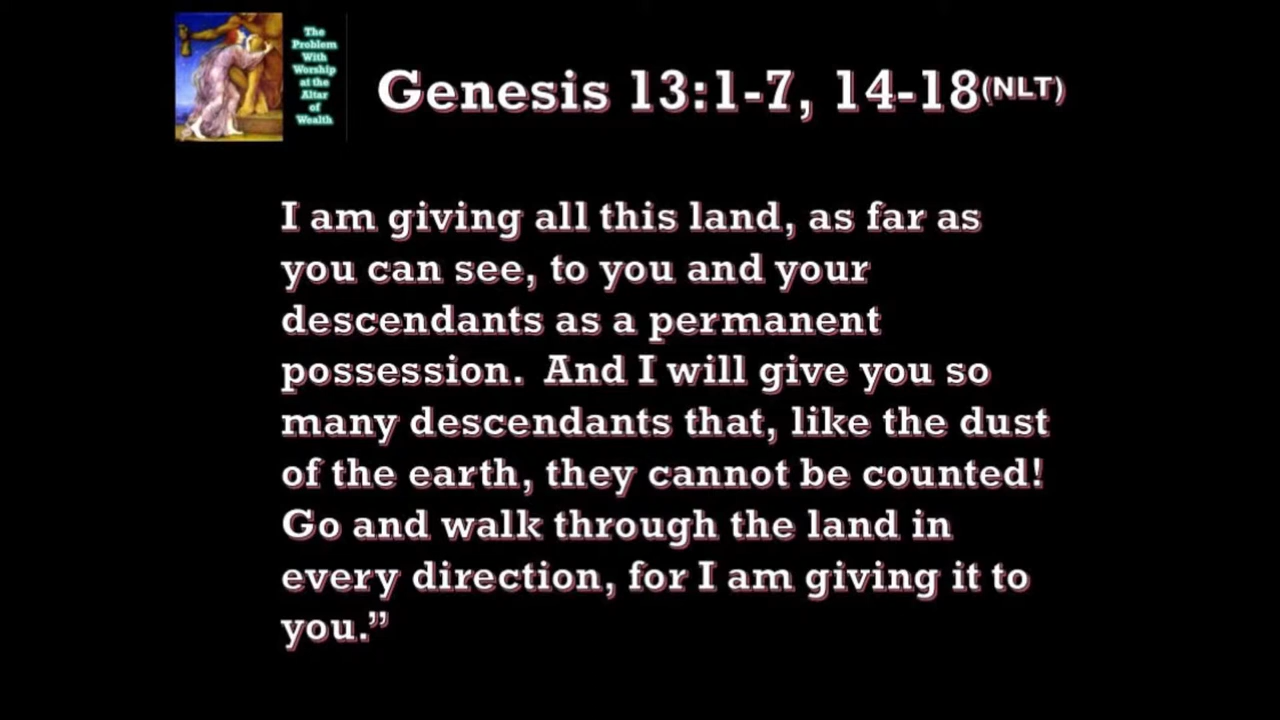 The
Problem
With
Worship
at the
Altar
of
Wealth
Genesis 13:1-7, 14-18(NLT)
I am giving all this land, as far as
you can see, to you and your
descendants as a permanent
possession.  And I will give you so
many descendants that, like the dust
of the earth, they cannot be counted!
Go and walk through the land in
every direction, for I am giving it to
you.”